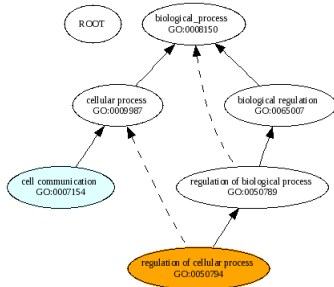 ROOT
biological_process
GO:0008150
cellular process
GO:0009987
biological regulation
GO:0065007
cell communication
GO:0007154
regulation of biological process
GO:0050789
regulation of cellular process
GO:0050794